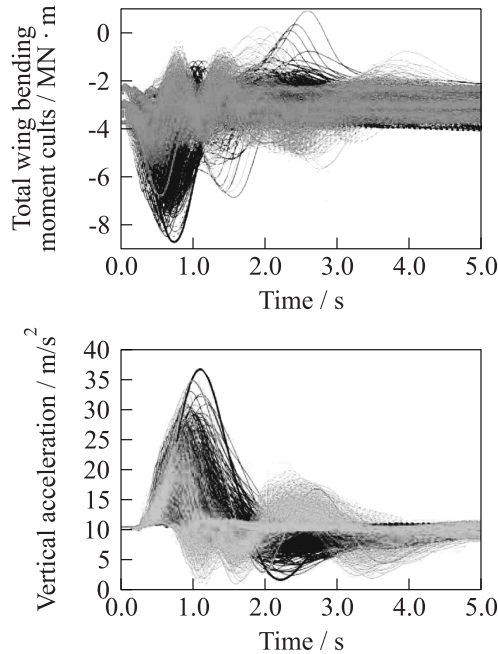 Total wing bending
moment cults / MN · m
0
-2
-4
-6
-8
0.0 1.0 2.0 3.0 4.0 5.0
Time / s
Vertical acceleration / m/s²
40
35
30
25
20
15
10
5
0
0.0 1.0 2.0 3.0 4.0 5.0
Time / s